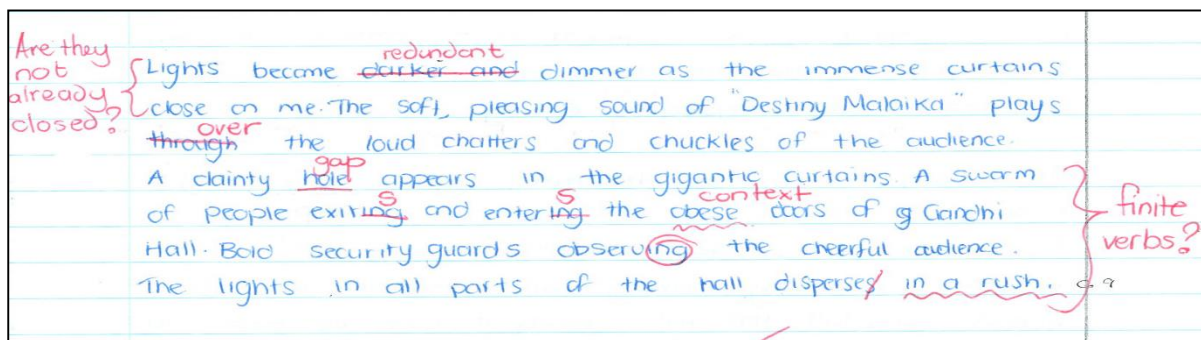 Are they
not
already
closed?
redundant
Lights become darker and dimmer as the immense curtains
close on me. The soft, pleasing sound of "Destiny Malaika" plays
over
through the loud chatters and chuckles of the audience.
gap
A dainty hole appears in the gigantic curtains. A swarm
s s context
of people exiting and entering the obese doors of Gandhi
Hall. Bold security guards observing the cheerful audience.
The lights in all parts of the hall disperses in a rush.
finite
verbs?